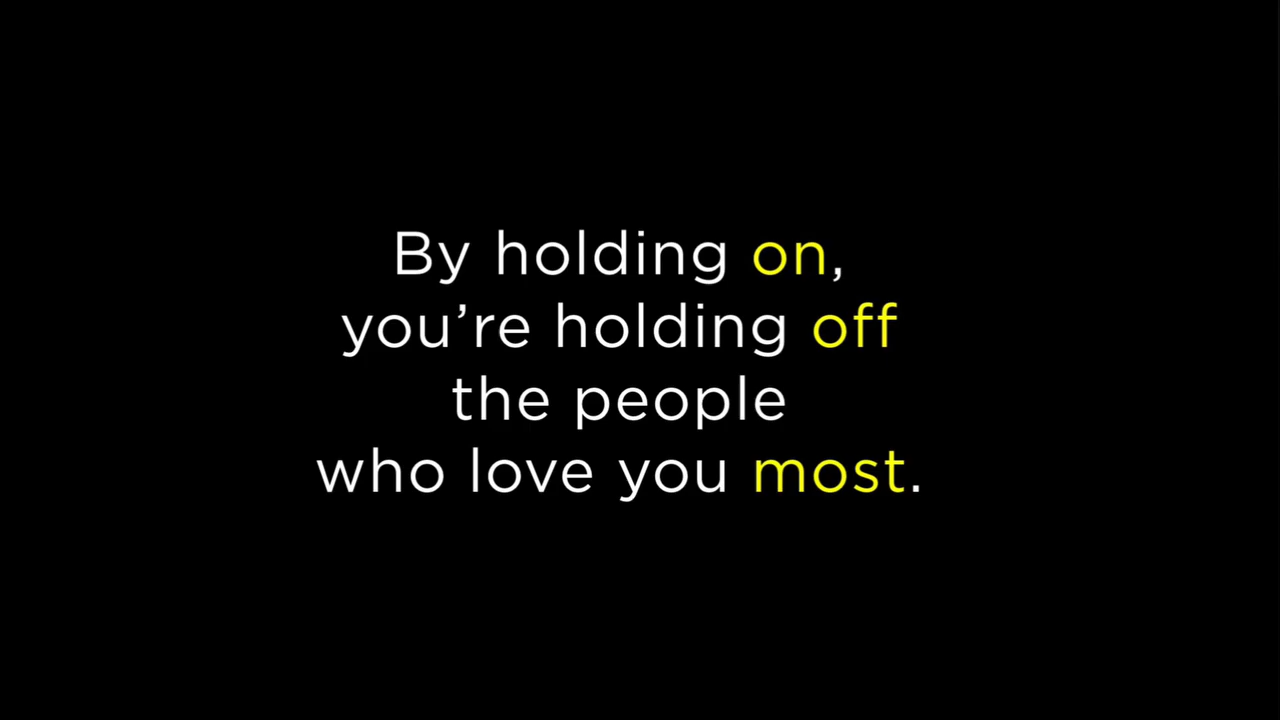 By holding on,
you’re holding off
the people
who love you most.